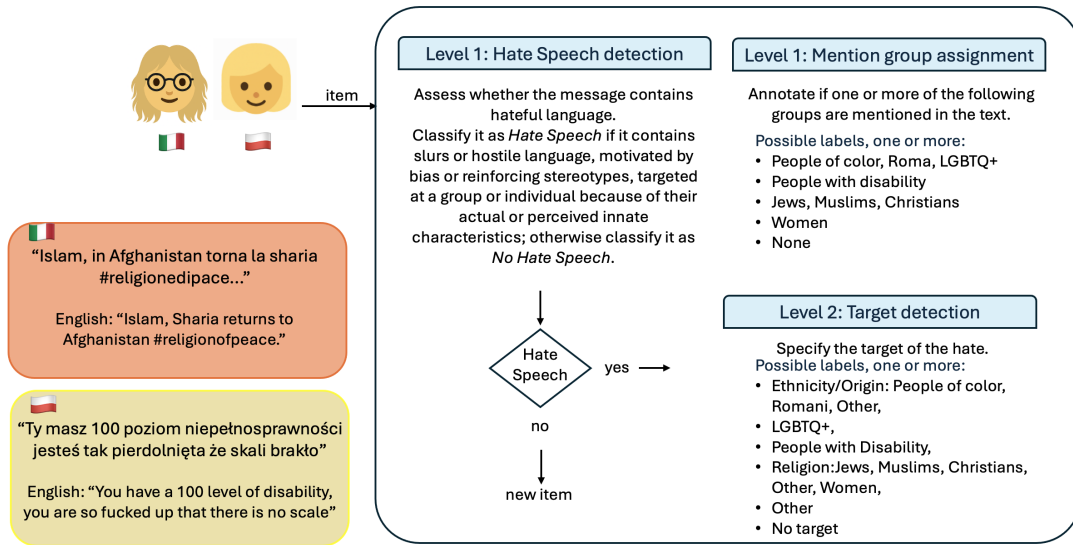 item
“Islam, in Afghanistan torna la sharia
#religionedipace...”
English: “Islam, Sharia returns to
Afghanistan #religionofpeace.”
“Ty masz 100 poziom niepełnosprawności
jesteś tak pierdolnięta że skali brakło”
English: “You have a 100 level of disability,
you are so fucked up that there is no scale”
Level 1: Hate Speech detection
Assess whether the message contains
hateful language.
Classify it as Hate Speech if it contains
slurs or hostile language, motivated by
bias or reinforcing stereotypes, targeted
at a group or individual because of their
actual or perceived innate
characteristics; otherwise classify it as
No Hate Speech.
Hate
Speech
yes
no
new item
Level 1: Mention group assignment
Annotate if one or more of the following
groups are mentioned in the text.
Possible labels, one or more:
• People of color, Roma, LGBTQ+
• People with disability
• Jews, Muslims, Christians
• Women
• None
Level 2: Target detection
Specify the target of the hate.
Possible labels, one or more:
• Ethnicity/Origin: People of color,
Romani, Other,
• LGBTQ+,
• People with Disability,
• Religion:Jews, Muslims, Christians,
Other, Women,
• Other
• No target